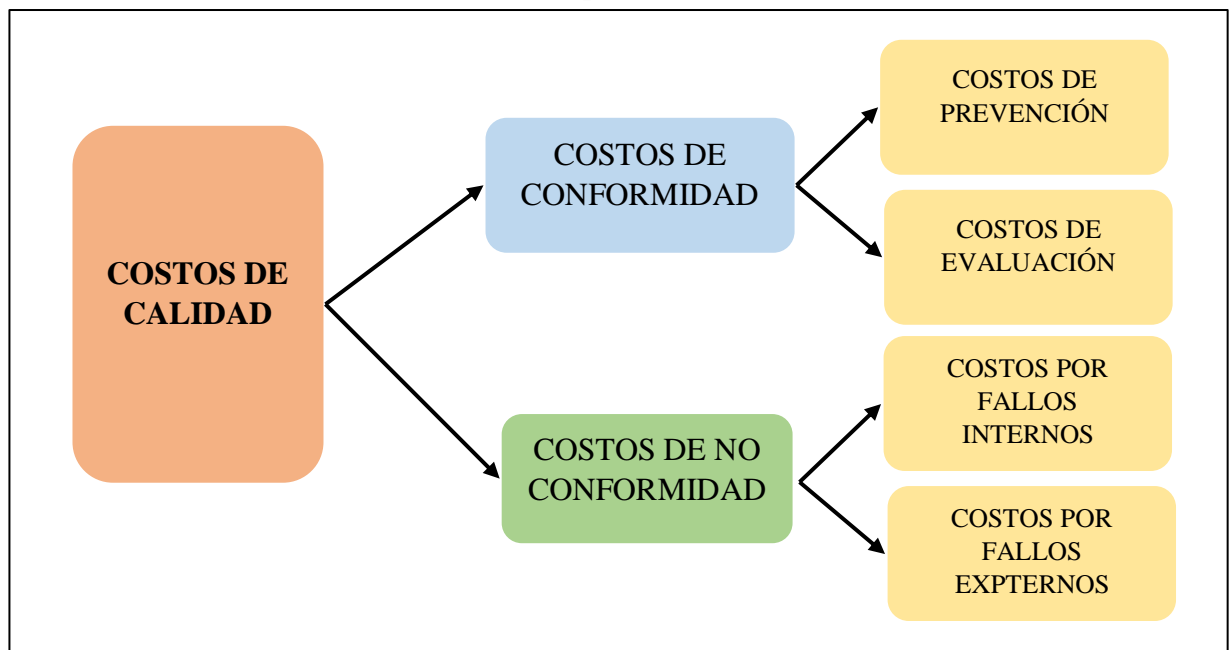 COSTOS DE
CALIDAD
COSTOS DE
CONFORMIDAD
COSTOS DE
PREVENCIÓN
COSTOS DE
EVALUACIÓN
COSTOS DE NO
CONFORMIDAD
COSTOS POR
FALLOS
INTERNOS
COSTOS POR
FALLOS
EXPTERNOS